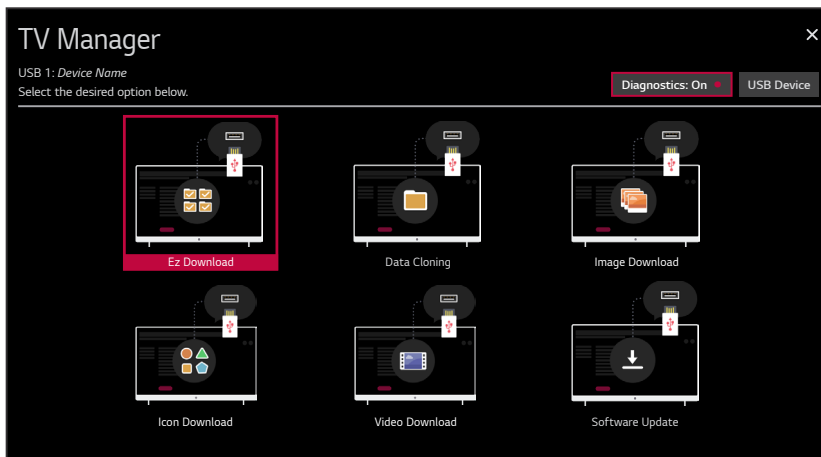 TV Manager
USB 1: Device Name
Select the desired option below.
Diagnostics: On
USB Device
Ez Download
Data Cloning
Image Download
Icon Download
Video Download
Software Update